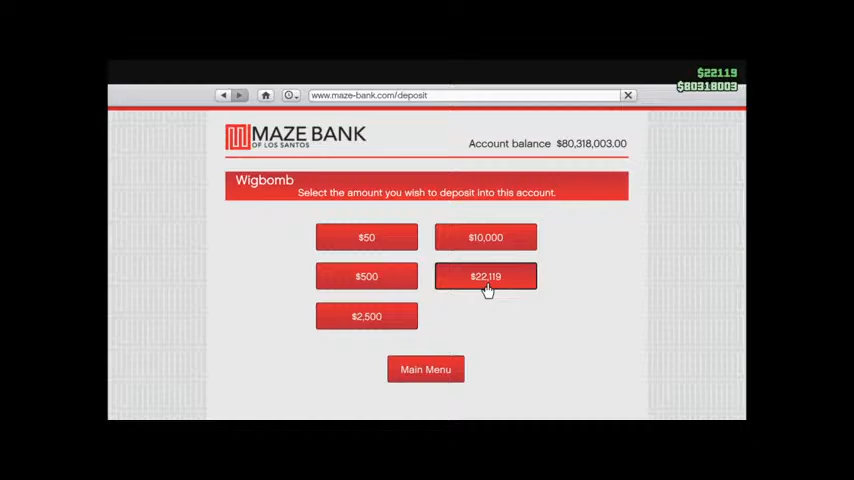 $22119
$80318003
www.maze-bank.com/deposit
MAZE BANK
OF LOS SANTOS
Account balance $80,318,003.00
Wigbomb
Select the amount you wish to deposit into this account.
$50
$10,000
$500
$22,119
$2,500
Main Menu